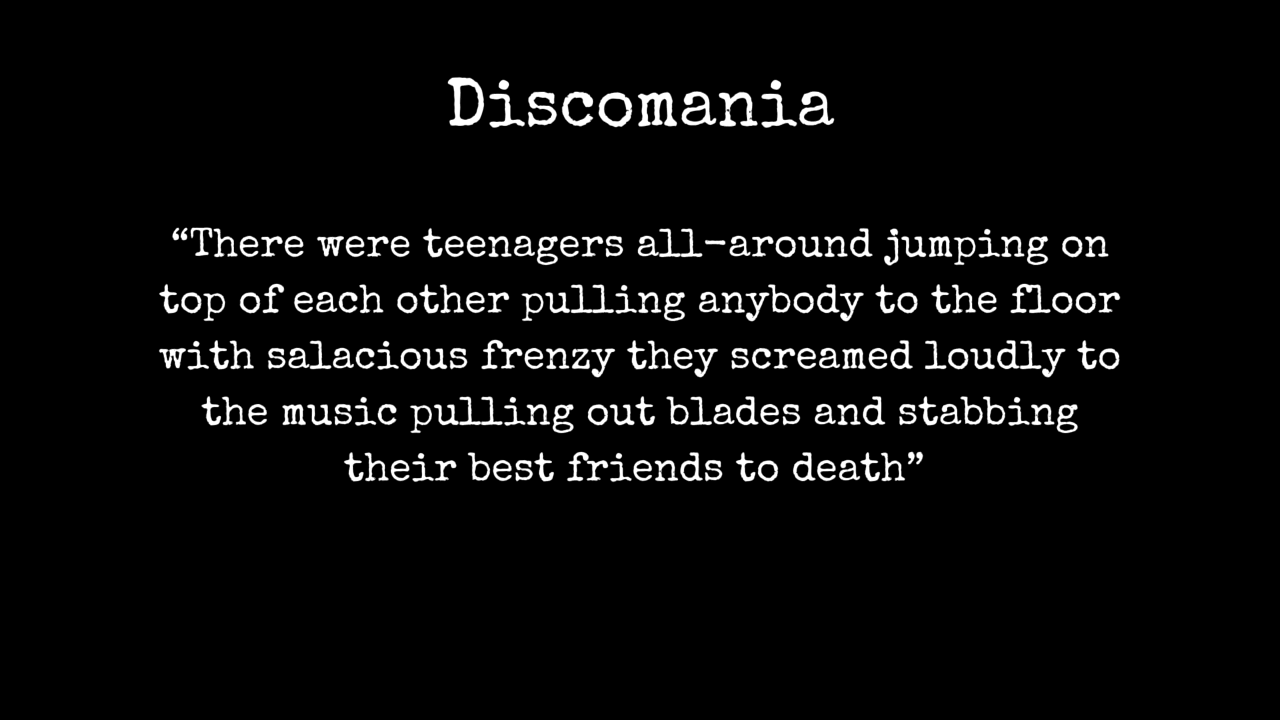 Discomania
“There were teenagers all-around jumping on
top of each other pulling anybody to the floor
with salacious frenzy they screamed loudly to
the music pulling out blades and stabbing
their best friends to death”